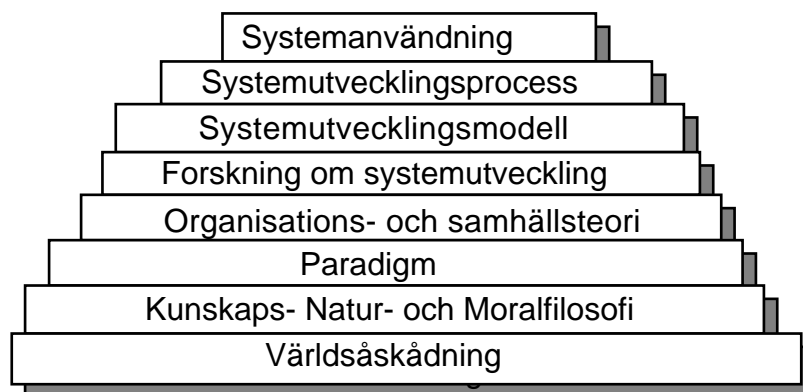 Systemanvändning
Systemutvecklingsprocess
Systemutvecklingsmodell
Forskning om systemutveckling
Organisations- och samhällsteori
Paradigm
Kunskaps- Natur- och Moralfilosofi
Världsåskådning